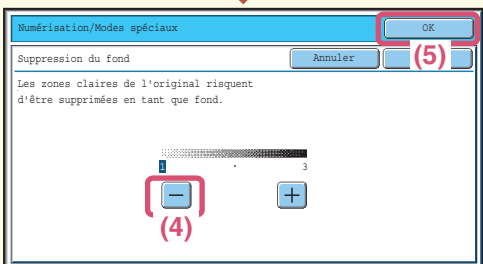 Numérisation/Modes spéciaux
OK
Suppression du fond
Annuler
(5)
Les zones claires de l'original risquent
d'être supprimées en tant que fond.
1
3
(4)